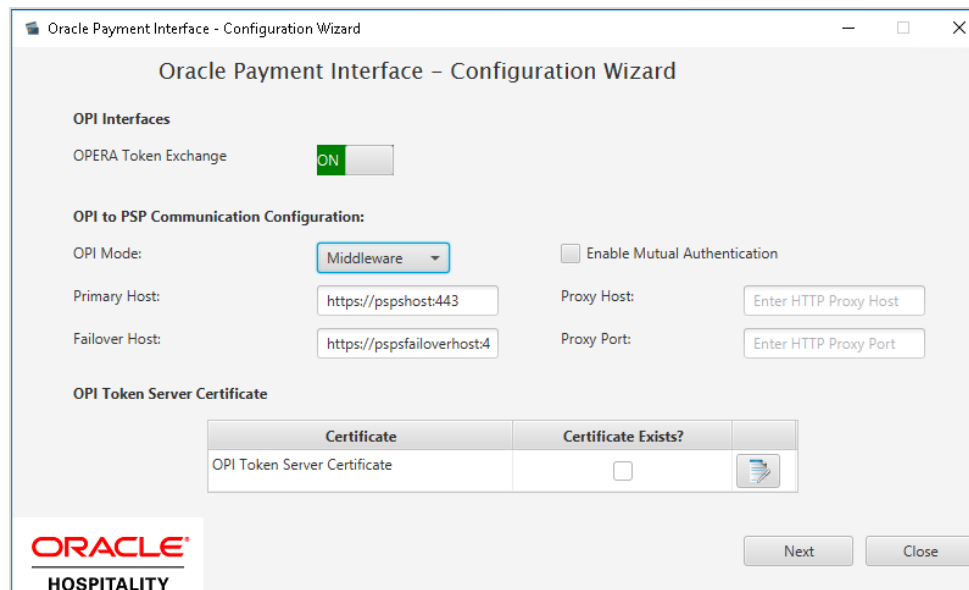 Oracle Payment Interface - Configuration Wizard
Oracle Payment Interface – Configuration Wizard
OPI Interfaces
OPERA Token Exchange ON
OPI to PSP Communication Configuration:
OPI Mode: Middleware Enable Mutual Authentication
Primary Host: https://pspshost:443 Proxy Host: Enter HTTP Proxy Host
Failover Host: https://pspsfailoverhost:4 Proxy Port: Enter HTTP Proxy Port
OPI Token Server Certificate
Certificate Certificate Exists?
OPI Token Server Certificate
ORACLE®
HOSPITALITY
Next Close